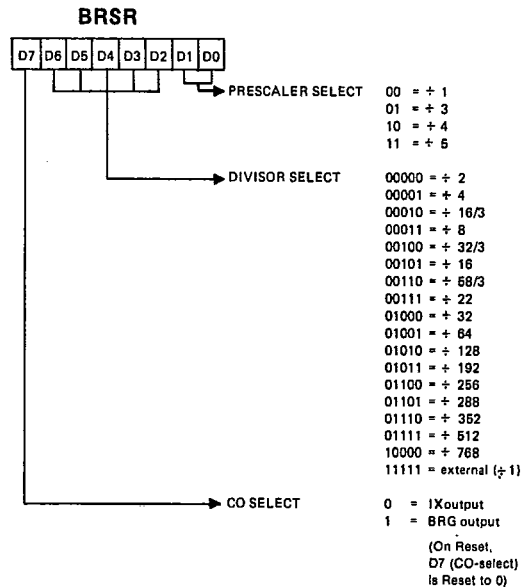 BRSR
D7 D6 D5 D4 D3 D2 D1 D0
PRESCALER SELECT 00 = ÷ 1
01 = ÷ 3
10 = ÷ 4
11 = ÷ 5
DIVISOR SELECT 00000 = ÷ 2
00001 = ÷ 4
00010 = ÷ 16/3
00011 = ÷ 8
00100 = ÷ 32/3
00101 = ÷ 16
00110 = ÷ 58/3
00111 = ÷ 22
01000 = ÷ 32
01001 = ÷ 64
01010 = ÷ 128
01011 = ÷ 192
01100 = ÷ 256
01101 = ÷ 288
01110 = ÷ 352
01111 = ÷ 512
10000 = ÷ 768
11111 = external (÷1)
CO SELECT 0 = IXoutput
1 = BRG output
(On Reset,
D7 (CO-select)
is Reset to 0)